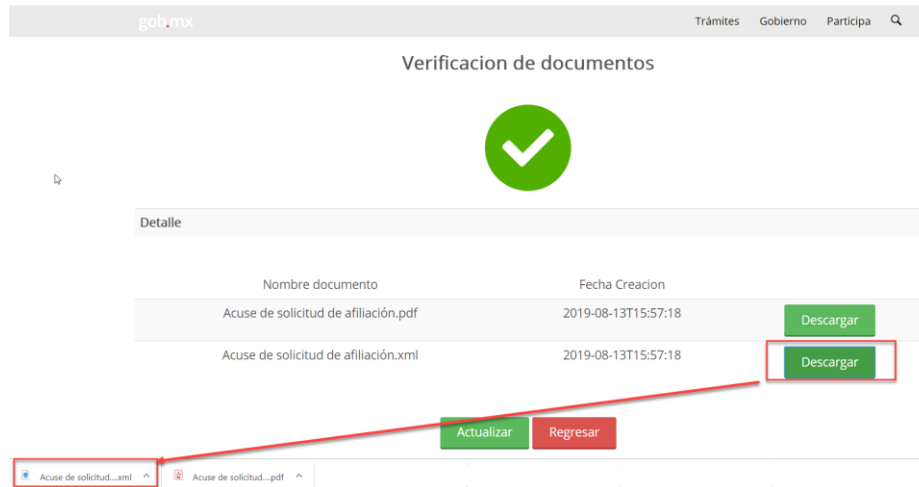 gob.mx Trámites Gobierno Participa
Verificacion de documentos
Detalle
Nombre documento Fecha Creacion
Acuse de solicitud de afiliación.pdf 2019-08-13T15:57:18 Descargar
Acuse de solicitud de afiliación.xml 2019-08-13T15:57:18 Descargar
Actualizar Regresar
Acuse de solicitud....xml Acuse de solicitud....pdf